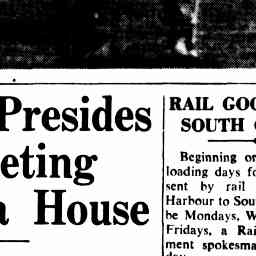 Presides
eting
a House
RAIL GOO
SOUTH
Beginning on
loading days fo
sent by rail
Harbour to Sou
be Mondays, W
Fridays, a Rai
ment spokesma